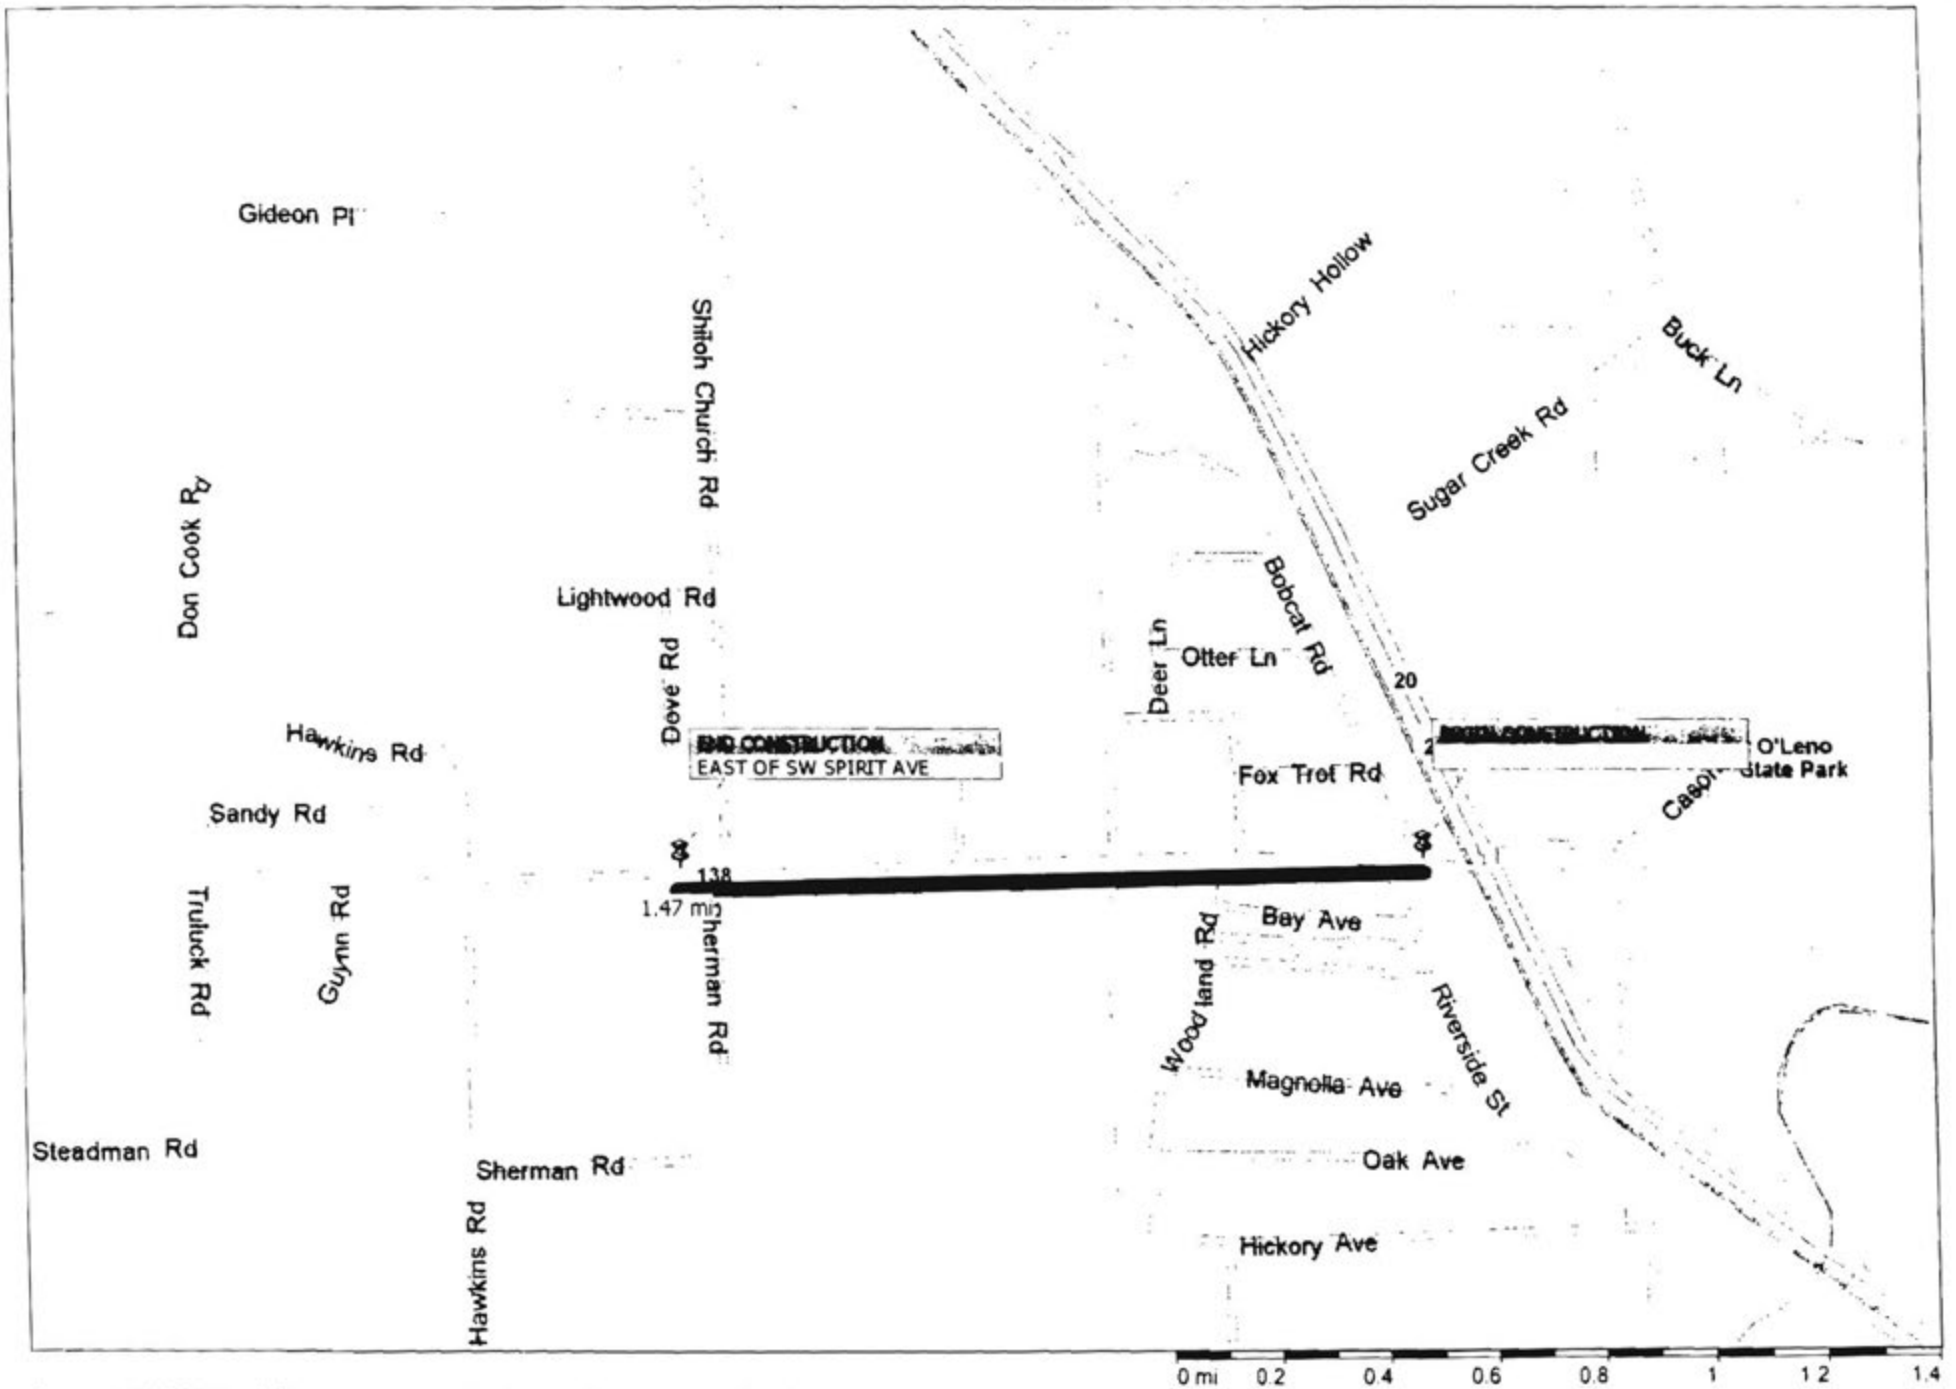 Gideon Pl
Hickory Hollow
Shiloh Church Rd
Buck Ln
Sugar Creek Rd
Don Cook Rd
Lightwood Rd
Bobcat Rd
Deer Ln
Otter Ln
Dove Rd
20
Hawkins Rd
END CONSTRUCTION
EAST OF SW SPIRIT AVE
BEGIN CONSTRUCTION
O'Leno
State Park
Fox Trot Rd
Sandy Rd
138
1.47 mi
Truluck Rd
Guynn Rd
herman Rd
Bay Ave
Woodland Rd
Riverside St
Magnolia Ave
Steadman Rd
Sherman Rd
Oak Ave
Hawkins Rd
Hickory Ave
0 mi 0.2 0.4 0.6 0.8 1 1 2 1.4